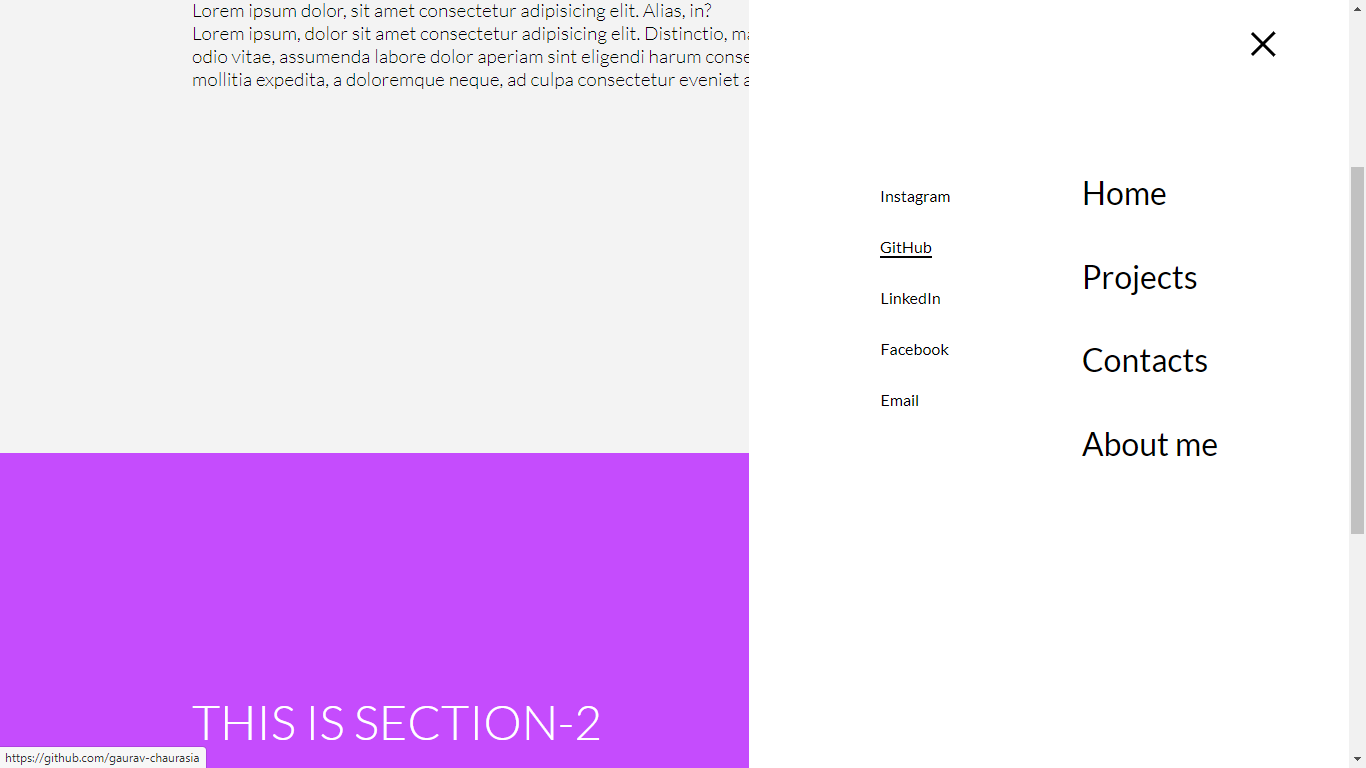 Lorem ipsum dolor, sit amet consectetur adipisicing elit. Alias, in?
Lorem ipsum, dolor sit amet consectetur adipisicing elit. Distinctio,
odio vitae, assumenda labore dolor aperiam sint eligendi harum
mollitia expedita, a doloremque neque, ad culpa consectetur eveniet
Instagram
GitHub
LinkedIn
Facebook
Email
Home
Projects
Contacts
About me
THIS IS SECTION-2
https://github.com/gaurav-chaurasia